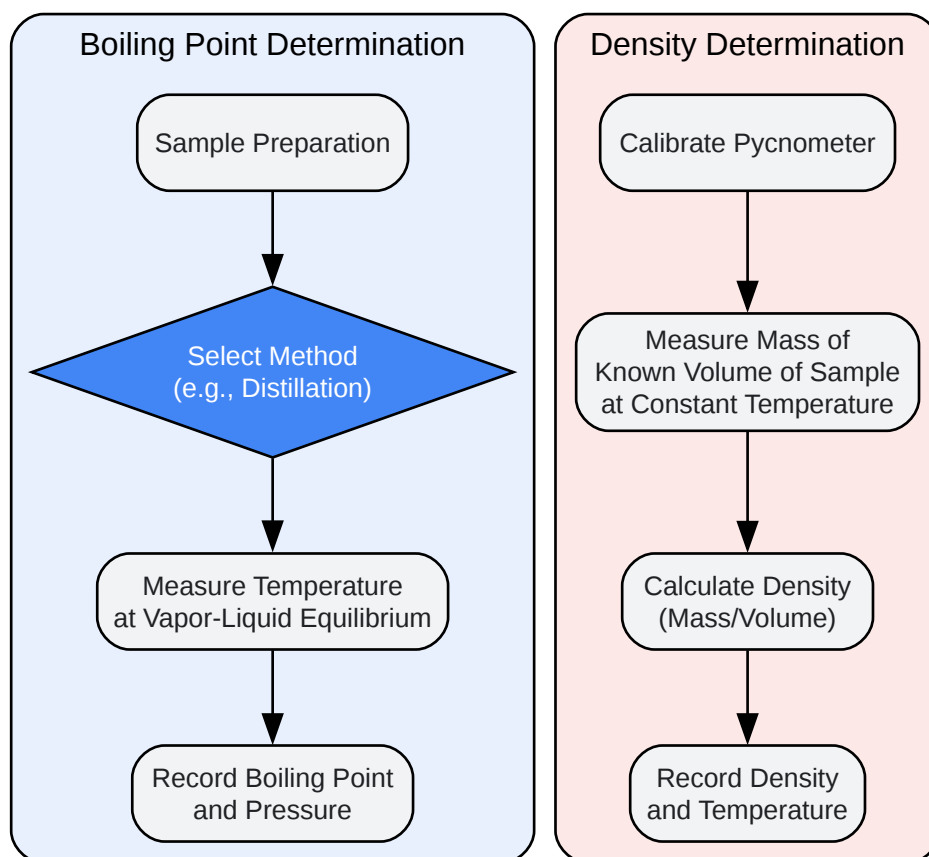 Boiling Point Determination
Sample Preparation
Select Method
(e.g., Distillation)
Measure Temperature
at Vapor-Liquid Equilibrium
Record Boiling Point
and Pressure
Density Determination
Calibrate Pycnometer
Measure Mass of
Known Volume of Sample
at Constant Temperature
Calculate Density
(Mass/Volume)
Record Density
and Temperature